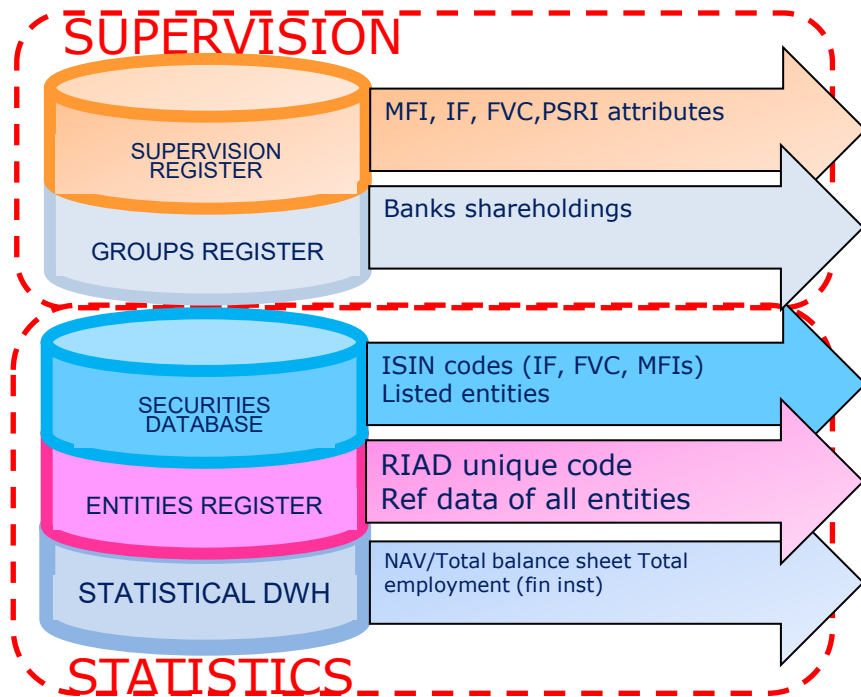 SUPERVISION
MFI, IF, FVC,PSRI attributes
SUPERVISION
REGISTER
Banks shareholdings
GROUPS REGISTER
ISIN codes (IF, FVC, MFIs)
Listed entities
SECURITIES
DATABASE
RIAD unique code
Ref data of all entities
ENTITIES REGISTER
NAV/Total balance sheet Total
employment (fin inst)
STATISTICAL DWH
STATISTICS